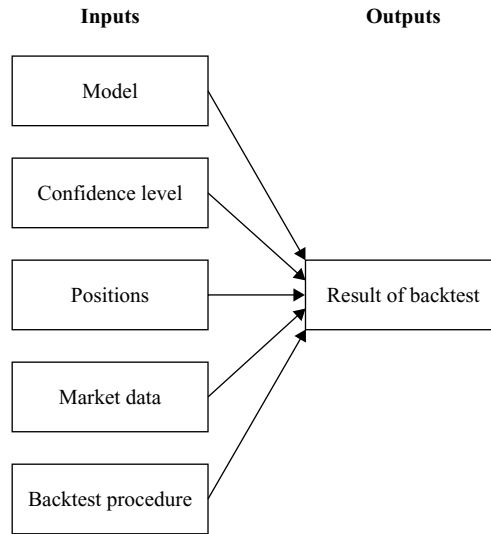 Inputs
Outputs
Model
Confidence level
Positions
Result of backtest
Market data
Backtest procedure